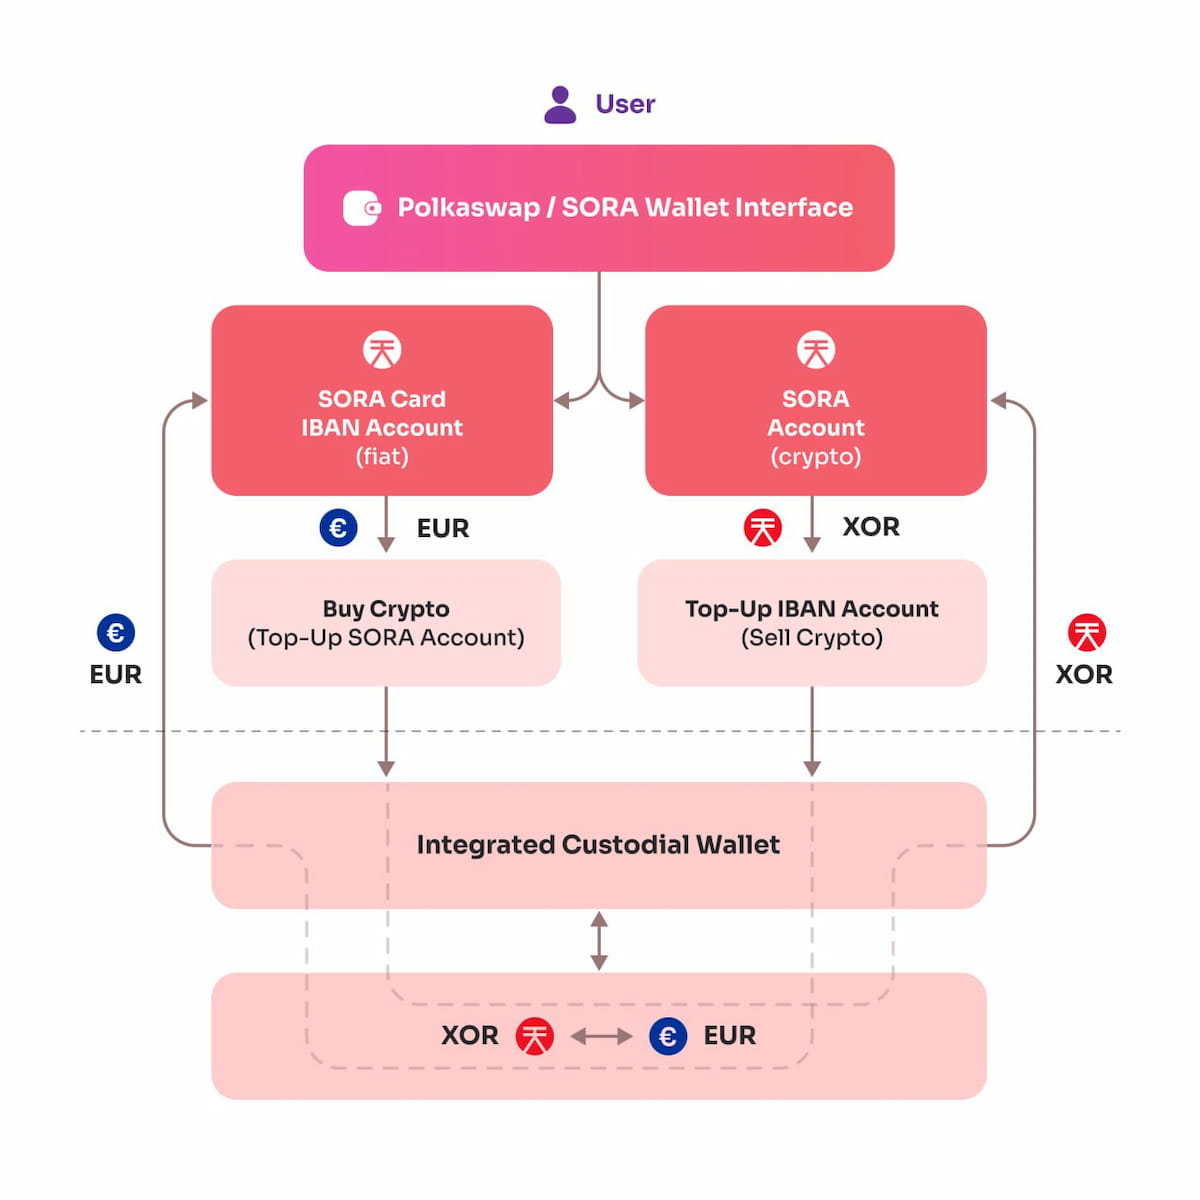 User
Polkaswap / SORA Wallet Interface
SORA Card
IBAN Account
(fiat)
SORA
Account
(crypto)
€
EUR
XOR
Buy Crypto
(Top-Up SORA Account)
Top-Up IBAN Account
(Sell Crypto)
€
EUR
XOR
Integrated Custodial Wallet
XOR
€
EUR